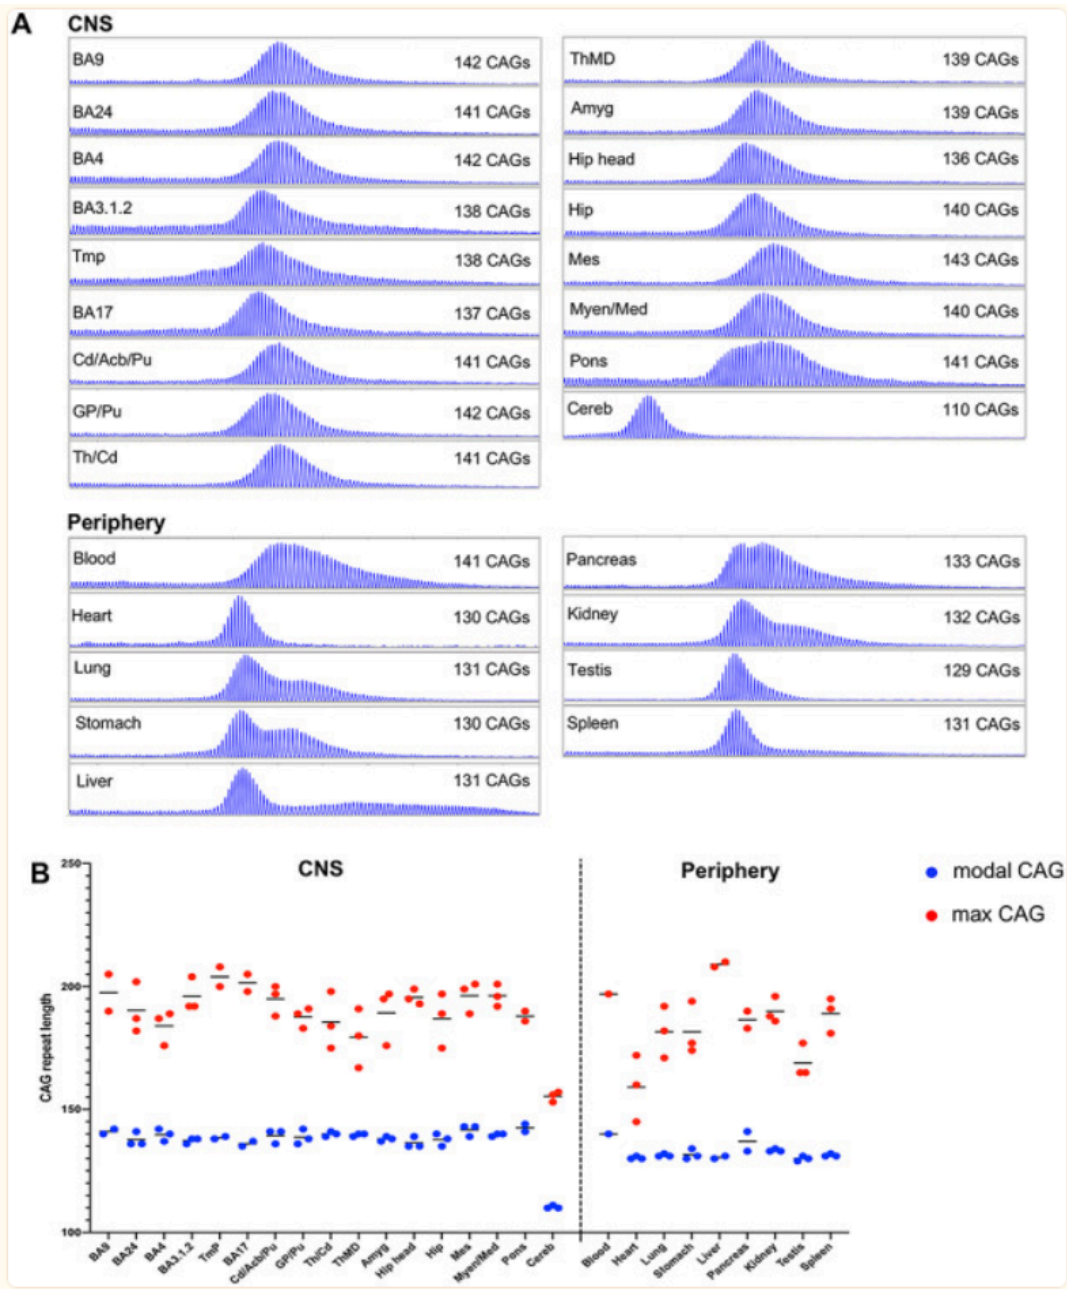 A
CNS
BA9 142 CAGs
BA24 141 CAGs
BA4 142 CAGs
BA3.1.2 138 CAGs
Tmp 138 CAGs
BA17 137 CAGs
Cd/Acb/Pu 141 CAGs
GP/Pu 142 CAGs
Th/Cd 141 CAGs
ThMD 139 CAGs
Amyg 139 CAGs
Hip head 136 CAGs
Hip 140 CAGs
Mes 143 CAGs
Myen/Med 140 CAGs
Pons 141 CAGs
Cereb 110 CAGs
Periphery
Blood 141 CAGs
Heart 130 CAGs
Lung 131 CAGs
Stomach 130 CAGs
Liver 131 CAGs
Pancreas 133 CAGs
Kidney 132 CAGs
Testis 129 CAGs
Spleen 131 CAGs
B
CNS
Periphery
modal CAG
max CAG
CAG repeat length
250
200
150
100
BA9
BA24
BA4
BA3.1.2
TmP
BA17
Cd/Acb/Pu
GP/Pu
Th/Cd
ThMD
Amyg
Hip head
Hip
Mes
Myen/Med
Pons
Cereb
Blood
Heart
Lung
Stomach
Liver
Pancreas
Kidney
Testis
Spleen